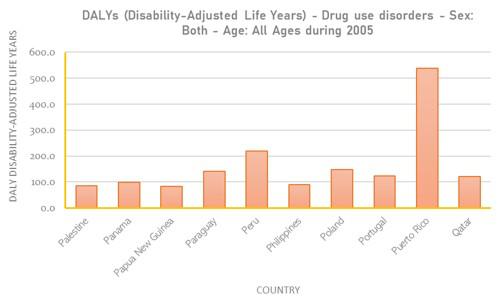 DALYs (Disability-Adjusted Life Years) - Drug use disorders - Sex:
Both - Age: All Ages during 2005
DALY DISABILITY-ADJUSTED LIFE YEARS
600.0
500.0
400.0
300.0
200.0
100.0
0.0
Palestine
Panama
Papua New Guinea
Paraguay
Peru
Philippines
Poland
Portugal
Puerto Rico
Qatar
COUNTRY